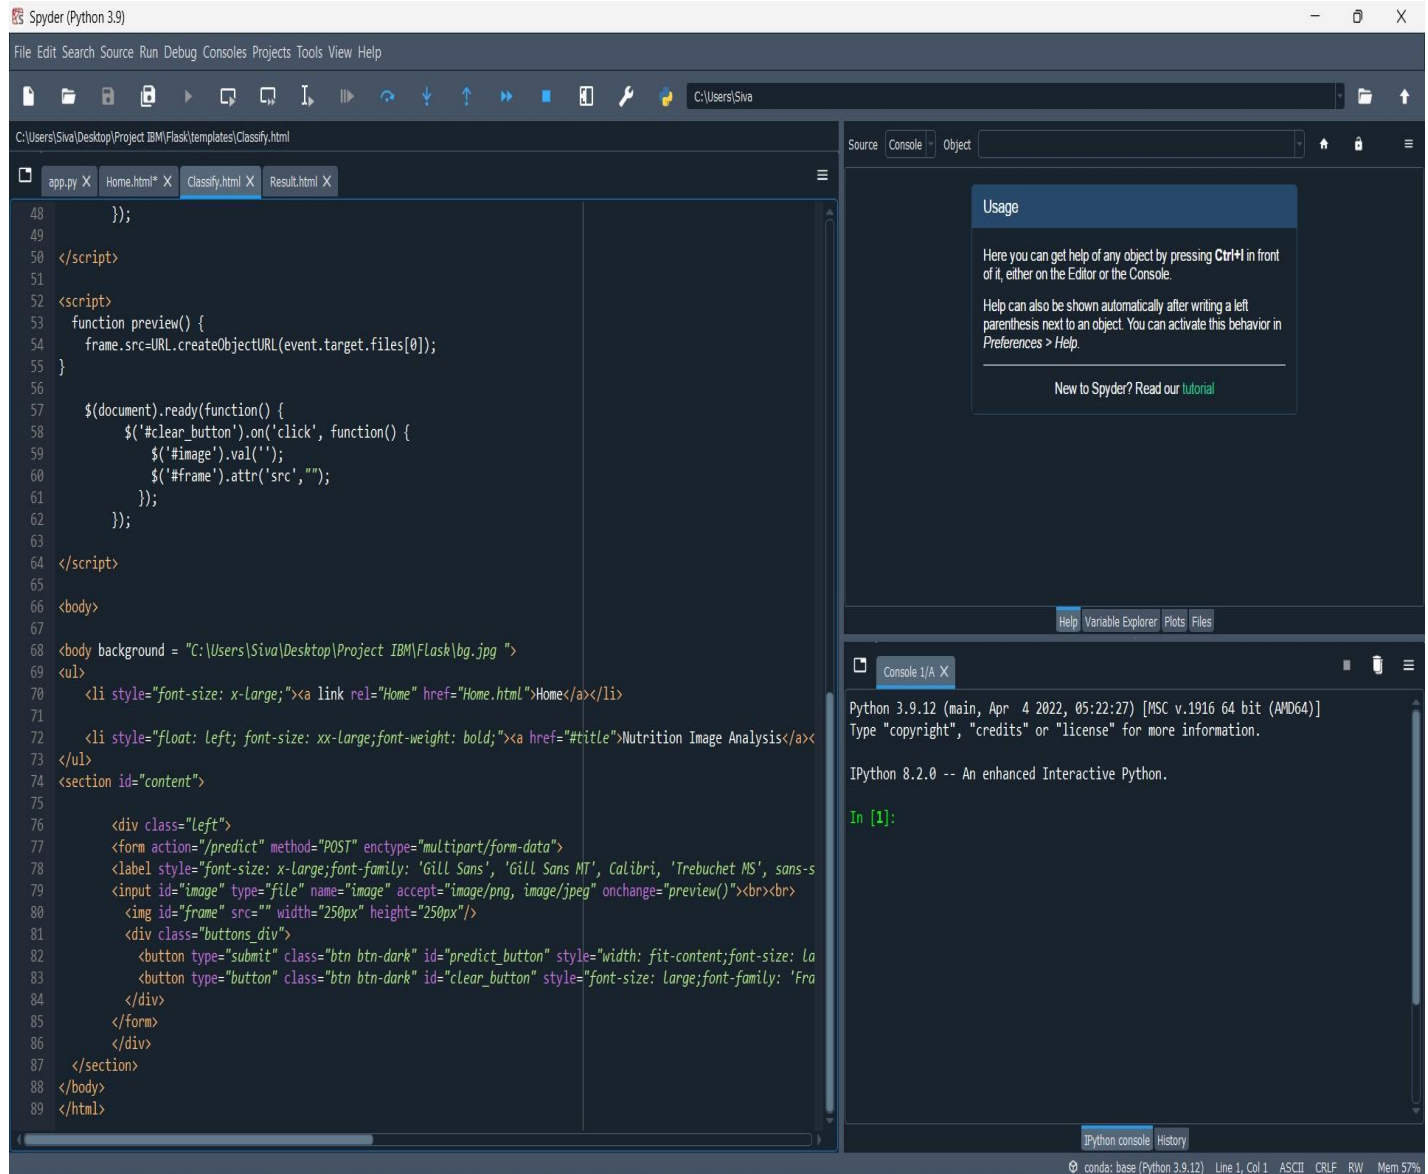 Spyder (Python 3.9)
File Edit Search Source Run Debug Consoles Projects Tools View Help
C:\Users\Siva
C:\Users\Siva\Desktop\Project IBM\Flask\templates\Classify.html
app.py X Home.html* X Classify.html X Result.html X
48 });
49
50 </script>
51
52 <script>
53 function preview() {
54 frame.src=URL.createObjectURL(event.target.files[0]);
55 }
56
57 $(document).ready(function() {
58 $('#clear_button').on('click', function() {
59 $('#image').val('');
60 $('#frame').attr('src',"");
61 });
62 });
63
64 </script>
65
66 <body>
67
68 <body background = "C:\Users\Siva\Desktop\Project IBM\Flask\bg.jpg ">
69 <ul>
70 <li style="font-size: x-large;"><a link rel="Home" href="Home.html">Home</a></li>
71
72 <li style="float: left; font-size: xx-large;font-weight: bold;"><a href="#title">Nutrition Image Analysis</a><
73 </ul>
74 <section id="content">
75
76 <div class="left">
77 <form action="/predict" method="POST" enctype="multipart/form-data">
78 <label style="font-size: x-large;font-family: 'Gill Sans', 'Gill Sans MT', Calibri, 'Trebuchet MS', sans-s
79 <input id="image" type="file" name="image" accept="image/png, image/jpeg" onchange="preview()"><br><br>
80 <img id="frame" src="" width="250px" height="250px"/>
81 <div class="buttons_div">
82 <button type="submit" class="btn btn-dark" id="predict_button" style="width: fit-content;font-size: la
83 <button type="button" class="btn btn-dark" id="clear_button" style="font-size: large;font-family: 'Fra
84 </div>
85 </form>
86 </div>
87 </section>
88 </body>
89 </html>
Source Console Object
Usage
Here you can get help of any object by pressing Ctrl+I in front
of it, either on the Editor or the Console.
Help can also be shown automatically after writing a left
parenthesis next to an object. You can activate this behavior in
Preferences > Help.
New to Spyder? Read our tutorial
Help Variable Explorer Plots Files
Console 1/A X
Python 3.9.12 (main, Apr 4 2022, 05:22:27) [MSC v.1916 64 bit (AMD64)]
Type "copyright", "credits" or "license" for more information.
IPython 8.2.0 -- An enhanced Interactive Python.
In [1]:
IPython console History
conda: base (Python 3.9.12) Line 1, Col 1 ASCII CRLF RW Mem 57%